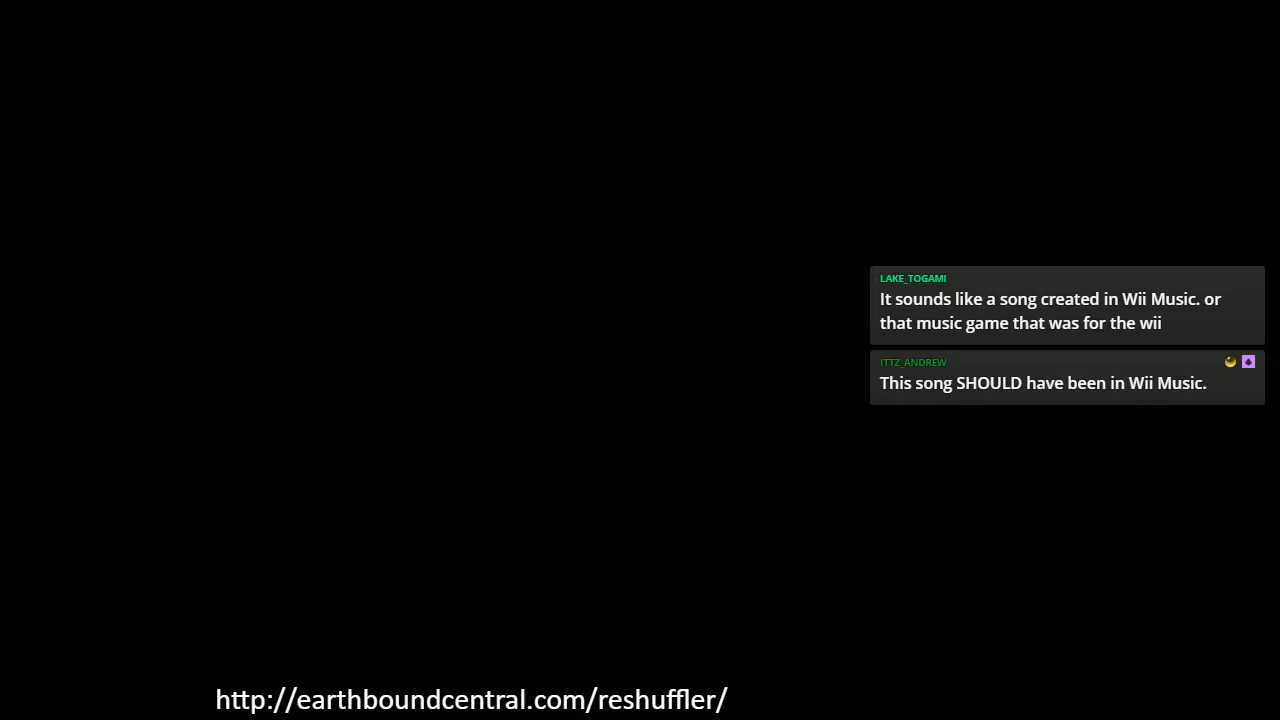 LAKE_TOGAMI
It sounds like a song created in Wii Music. or
that music game that was for the wii
ITTZ_ANDREW
This song SHOULD have been in Wii Music.
http://earthboundcentral.com/reshuffler/